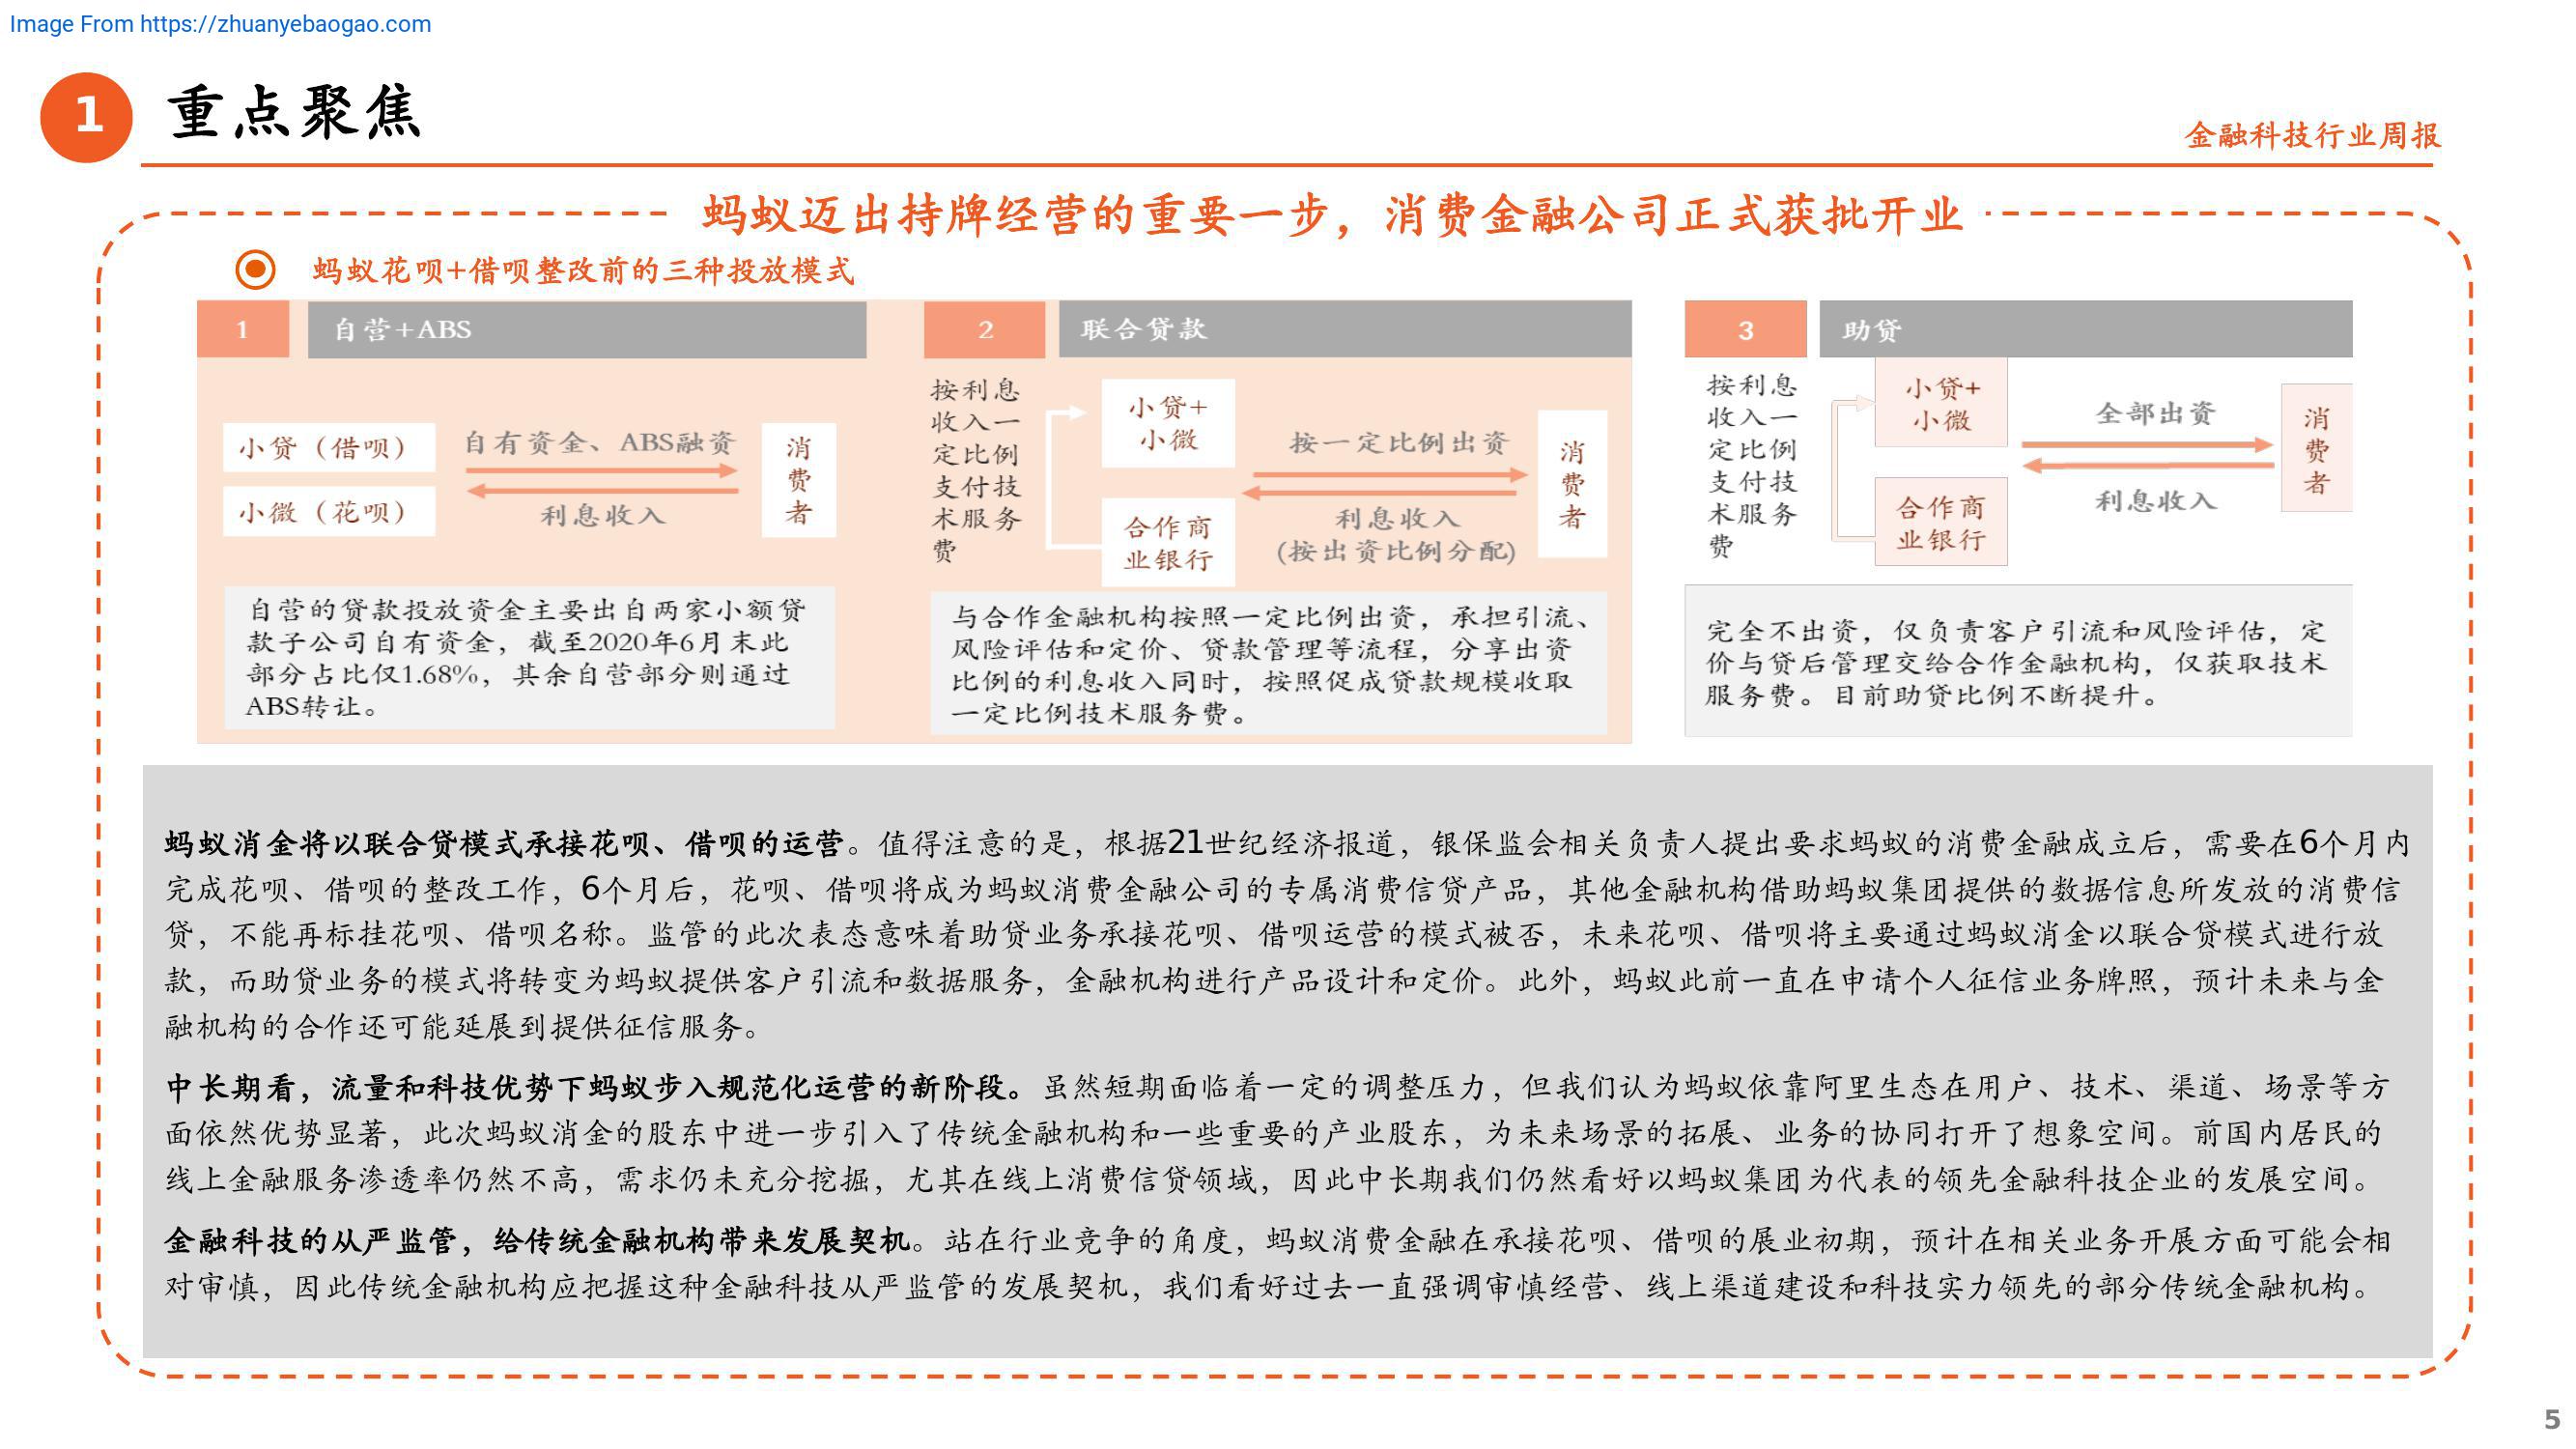 Image From https://zhuanyebaogao.com
1
重点聚焦
金融科技行业周报
蚂蚁迈出持牌经营的重要一步，消费金融公司正式获批开业
蚂蚁花呗+借呗整改前的三种投放模式
1
自营+ABS
小贷（借呗）
小微（花呗）
自有资金、ABS融资
利息收入
消
费
者
自营的贷款投放资金主要出自两家小额贷
款子公司自有资金，截至2020年6月末此
部分占比仅1.68%，其余自营部分则通过
ABS转让。
2
联合贷款
按利息
收入一
定比例
支付技
术服务
费
小贷+
小微
合作商
业银行
按一定比例出资
利息收入
(按出资比例分配)
消
费
者
与合作金融机构按照一定比例出资，承担引流、
风险评估和定价、贷款管理等流程，分享出资
比例的利息收入同时，按照促成贷款规模收取
一定比例技术服务费。
3
助贷
按利息
收入一
定比例
支付技
术服务
费
小贷+
小微
合作商
业银行
全部出资
利息收入
消
费
者
完全不出资，仅负责客户引流和风险评估，定
价与贷后管理交给合作金融机构，仅获取技术
服务费。目前助贷比例不断提升。
蚂蚁消金将以联合贷模式承接花呗、借呗的运营。值得注意的是，根据21世纪经济报道，银保监会相关负责人提出要求蚂蚁的消费金融成立后，需要在6个月内
完成花呗、借呗的整改工作，6个月后，花呗、借呗将成为蚂蚁消费金融公司的专属消费信贷产品，其他金融机构借助蚂蚁集团提供的数据信息所发放的消费信
贷，不能再标挂花呗、借呗名称。监管的此次表态意味着助贷业务承接花呗、借呗运营的模式被否，未来花呗、借呗将主要通过蚂蚁消金以联合贷模式进行放
款，而助贷业务的模式将转变为蚂蚁提供客户引流和数据服务，金融机构进行产品设计和定价。此外，蚂蚁此前一直在申请个人征信业务牌照，预计未来与金
融机构的合作还可能延展到提供征信服务。
中长期看，流量和科技优势下蚂蚁步入规范化运营的新阶段。虽然短期面临着一定的调整压力，但我们认为蚂蚁依靠阿里生态在用户、技术、渠道、场景等方
面依然优势显著，此次蚂蚁消金的股东中进一步引入了传统金融机构和一些重要的产业股东，为未来场景的拓展、业务的协同打开了想象空间。前国内居民的
线上金融服务渗透率仍然不高，需求仍未充分挖掘，尤其在线上消费信贷领域，因此中长期我们仍然看好以蚂蚁集团为代表的领先金融科技企业的发展空间。
金融科技的从严监管，给传统金融机构带来发展契机。站在行业竞争的角度，蚂蚁消费金融在承接花呗、借呗的展业初期，预计在相关业务开展方面可能会相
对审慎，因此传统金融机构应把握这种金融科技从严监管的发展契机，我们看好过去一直强调审慎经营、线上渠道建设和科技实力领先的部分传统金融机构。
5